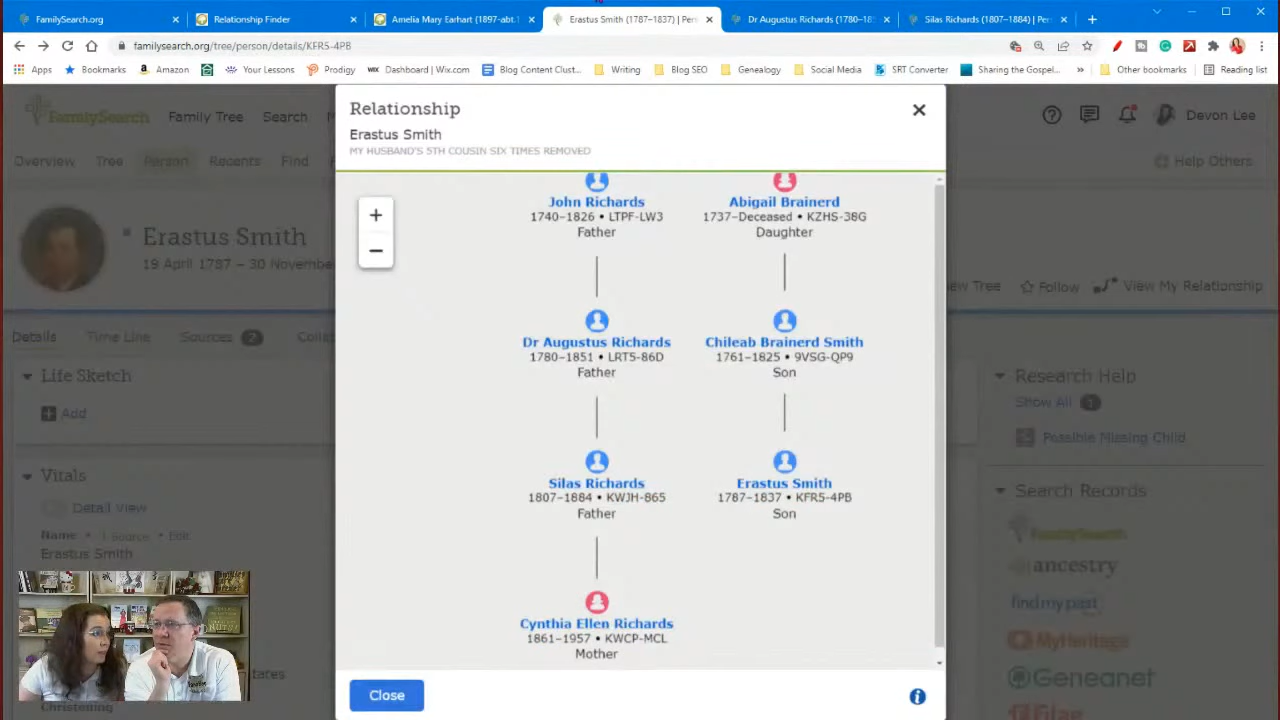 FamilySearch.org
Relationship Finder
Amelia Mary Earhart (1897-abt. 1
Erastus Smith (1787–1837) | Per
Dr Augustus Richards (1780–18
Silas Richards (1807–1884) | Per
familysearch.org/tree/person/details/KFR5-4PB
Apps
Bookmarks
Amazon
Your Lessons
Prodigy
WIX
Dashboard | Wix.com
Blog Content Clust...
Writing
Blog SEO
Genealogy
Social Media
SRT Converter
Sharing the Gospel...
»
Other bookmarks
Reading list
FamilySearch
Family Tree
Search
Devon Lee
Overview
Tree
Person
Recents
Find
Help Others
Relationship
Erastus Smith
MY HUSBAND'S 5TH COUSIN SIX TIMES REMOVED
John Richards
1740–1826 • LTPF-LW3
Father
Abigail Brainerd
1737–Deceased • KZHS-38G
Daughter
Dr Augustus Richards
1780–1851 • LRT5-86D
Father
Chileab Brainerd Smith
1761–1825 • 9VSG-QP9
Son
Silas Richards
1807–1884 • KWJH-865
Father
Erastus Smith
1787–1837 • KFR5-4PB
Son
Cynthia Ellen Richards
1861–1957 • KWCP-MCL
Mother
Close
Erastus Smith
19 April 1787 – 30 Novembe
Tree
Follow
View My Relationship
Details
Time Line
Sources 2
Life Sketch
Add
Vitals
Detail View
Name • 1 Source • Edit
Erastus Smith
Christening
Research Help
Show All 1
Possible Missing Child
Search Records
FamilySearch
ancestry
findmypast
MyHeritage
Geneanet